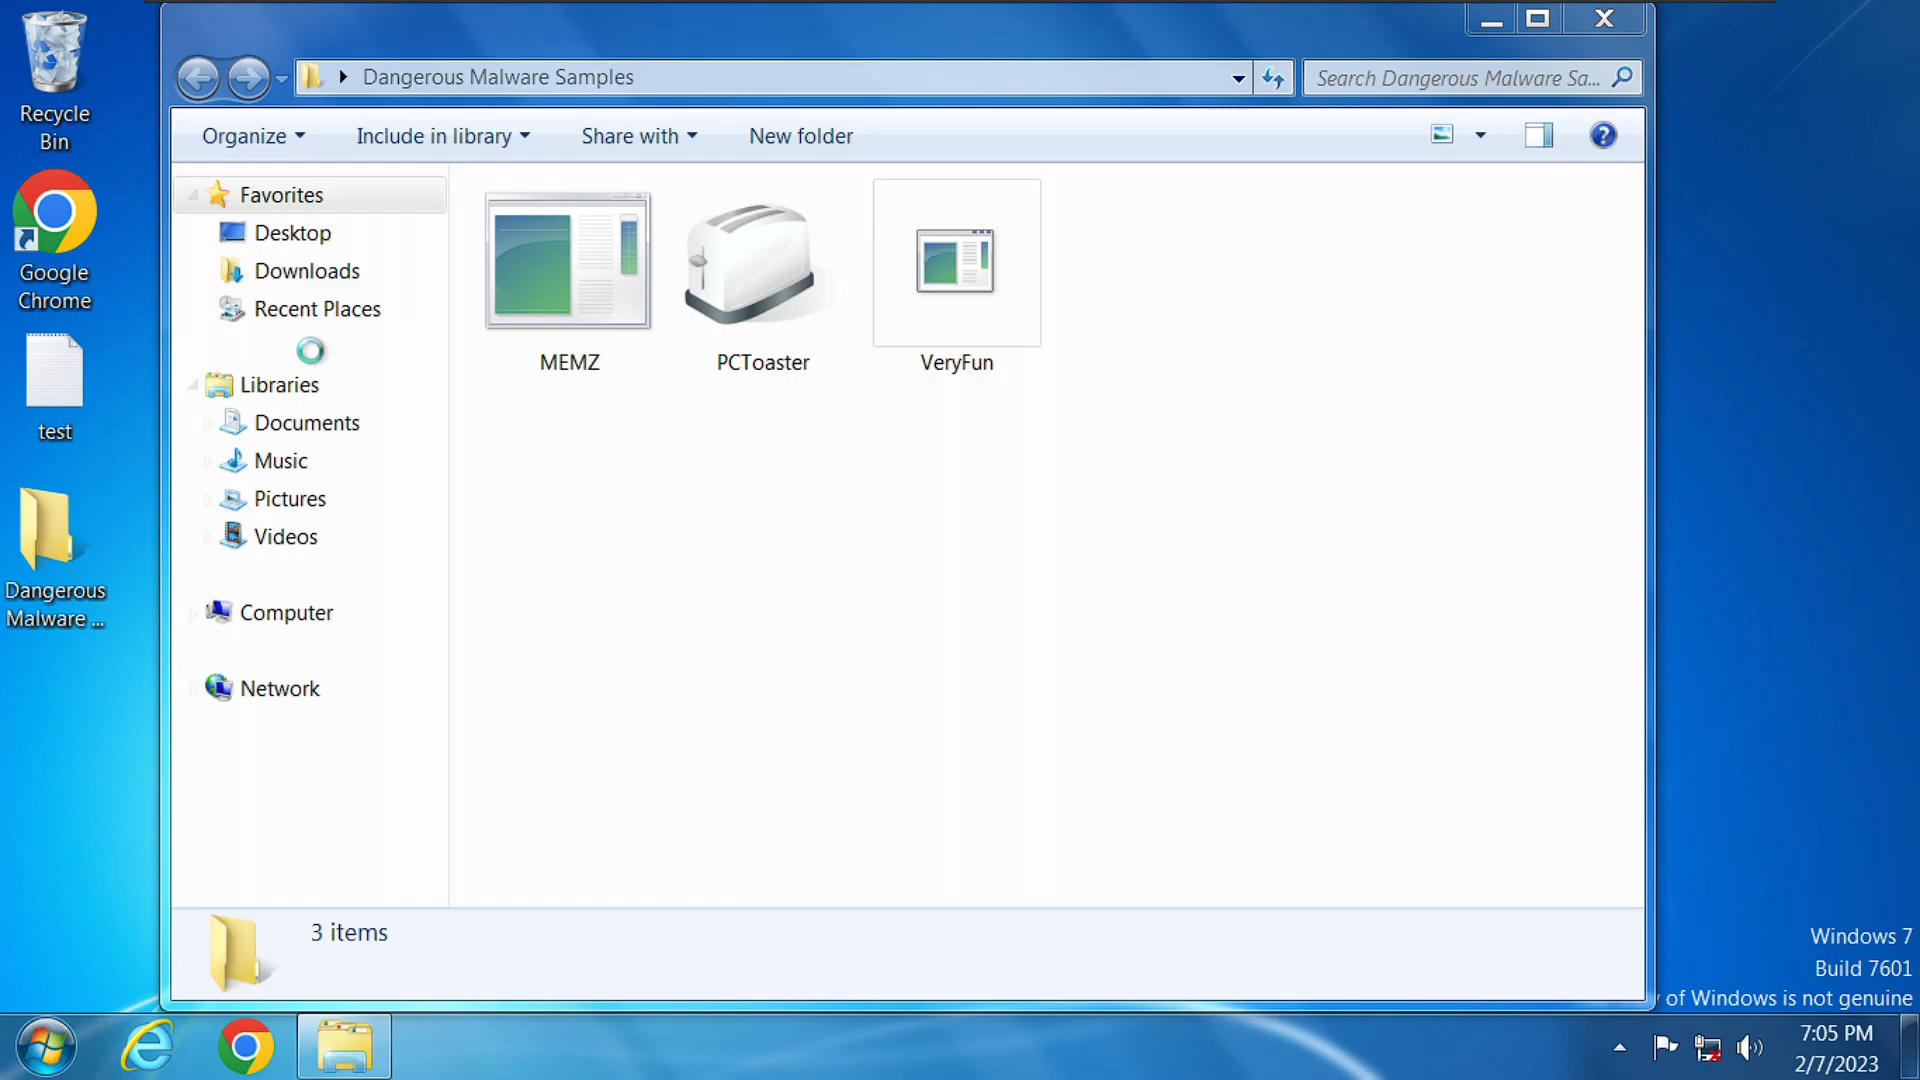 Recycle
Bin
Google
Chrome
test
Dangerous
Malware ...
Dangerous Malware Samples
Search Dangerous Malware Sa...
Organize
Include in library
Share with
New folder
Favorites
Desktop
Downloads
Recent Places
Libraries
Documents
Music
Pictures
Videos
Computer
Network
MEMZ
PCToaster
VeryFun
3 items
Windows 7
Build 7601
of Windows is not genuine
7:05 PM
2/7/2023